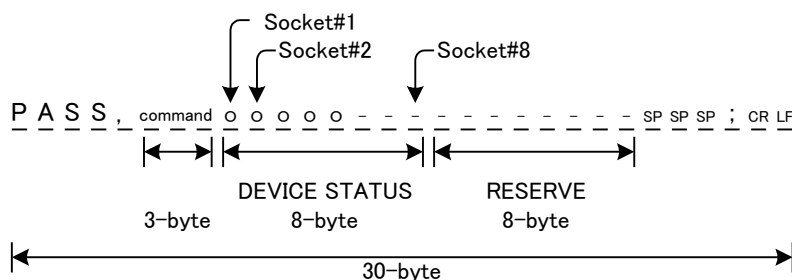 Socket#1
Socket#2 Socket#8
PASS, command O O O O O - - - - - - - - - - - SP SP SP ; CR LF
DEVICE STATUS RESERVE
3-byte 8-byte 8-byte
30-byte